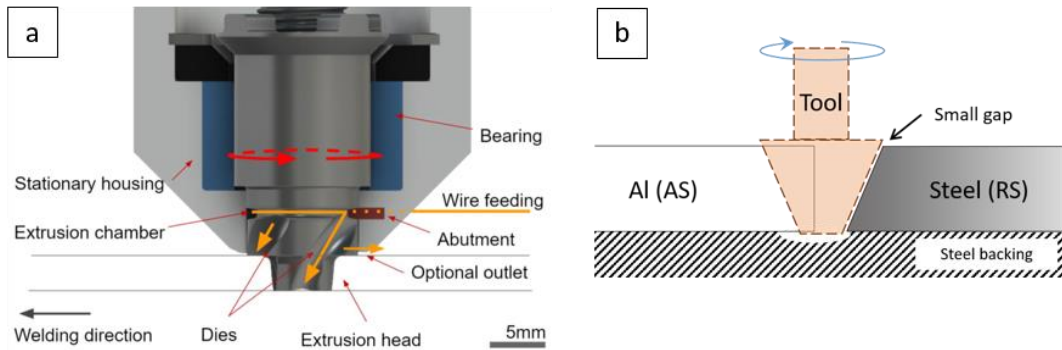 a
Stationary housing
Extrusion chamber
Welding direction
Dies
Extrusion head
Bearing
Wire feeding
Abutment
Optional outlet
5mm
b
Tool
Small gap
Al (AS)
Steel (RS)
Steel backing